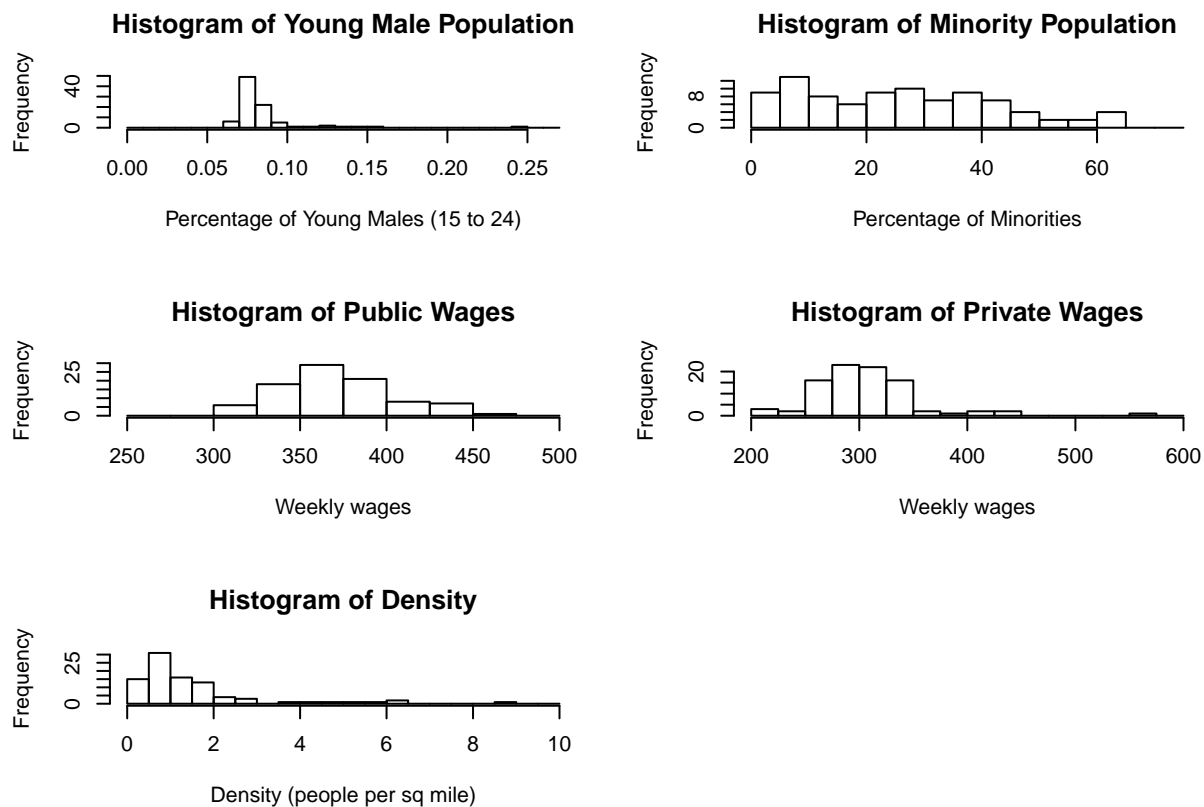 Histogram of Young Male Population
Frequency
0 40
0.00 0.05 0.10 0.15 0.20 0.25
Percentage of Young Males (15 to 24)
Histogram of Minority Population
Frequency
0 8
0 20 40 60
Percentage of Minorities
Histogram of Public Wages
Frequency
0 25
250 300 350 400 450 500
Weekly wages
Histogram of Private Wages
Frequency
0 20
200 300 400 500 600
Weekly wages
Histogram of Density
Frequency
0 25
0 2 4 6 8 10
Density (people per sq mile)